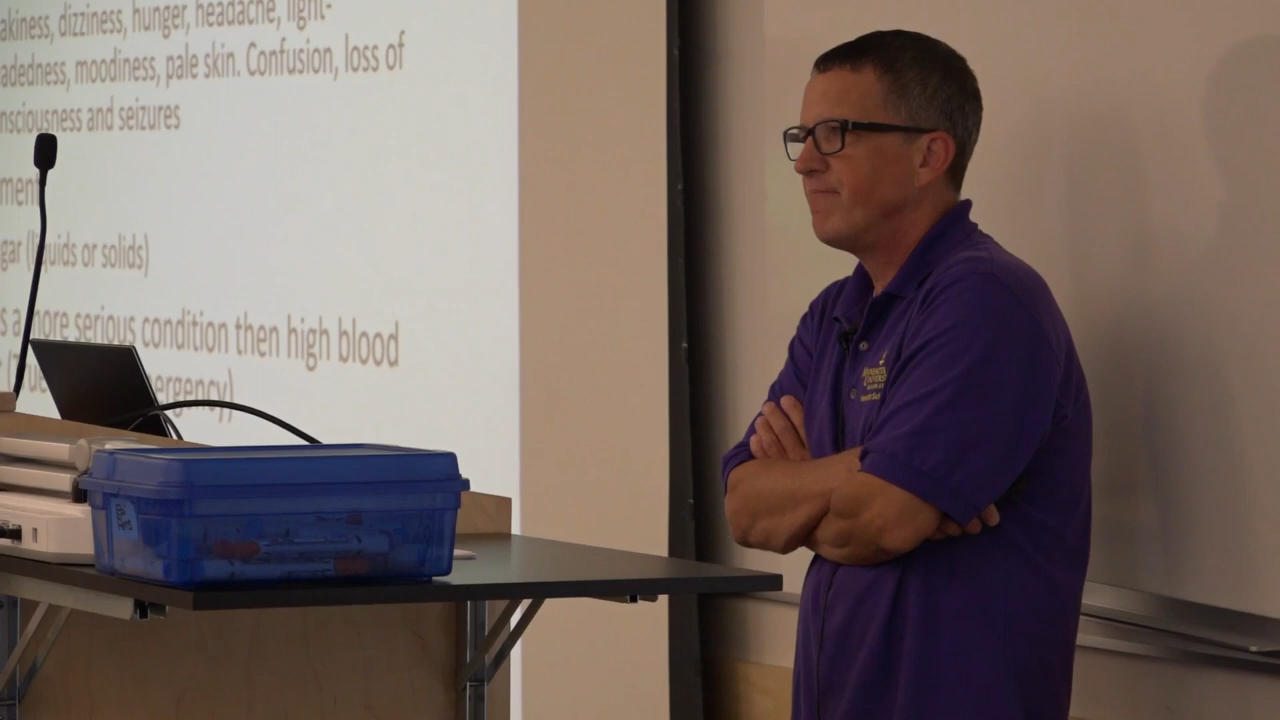 akiness, dizziness, hunger, headache, light-
adedness, moodiness, pale skin. Confusion, loss of
nsciousness and seizures
ment
gar (liquids or solids)
s a more serious condition then high blood
ergency)